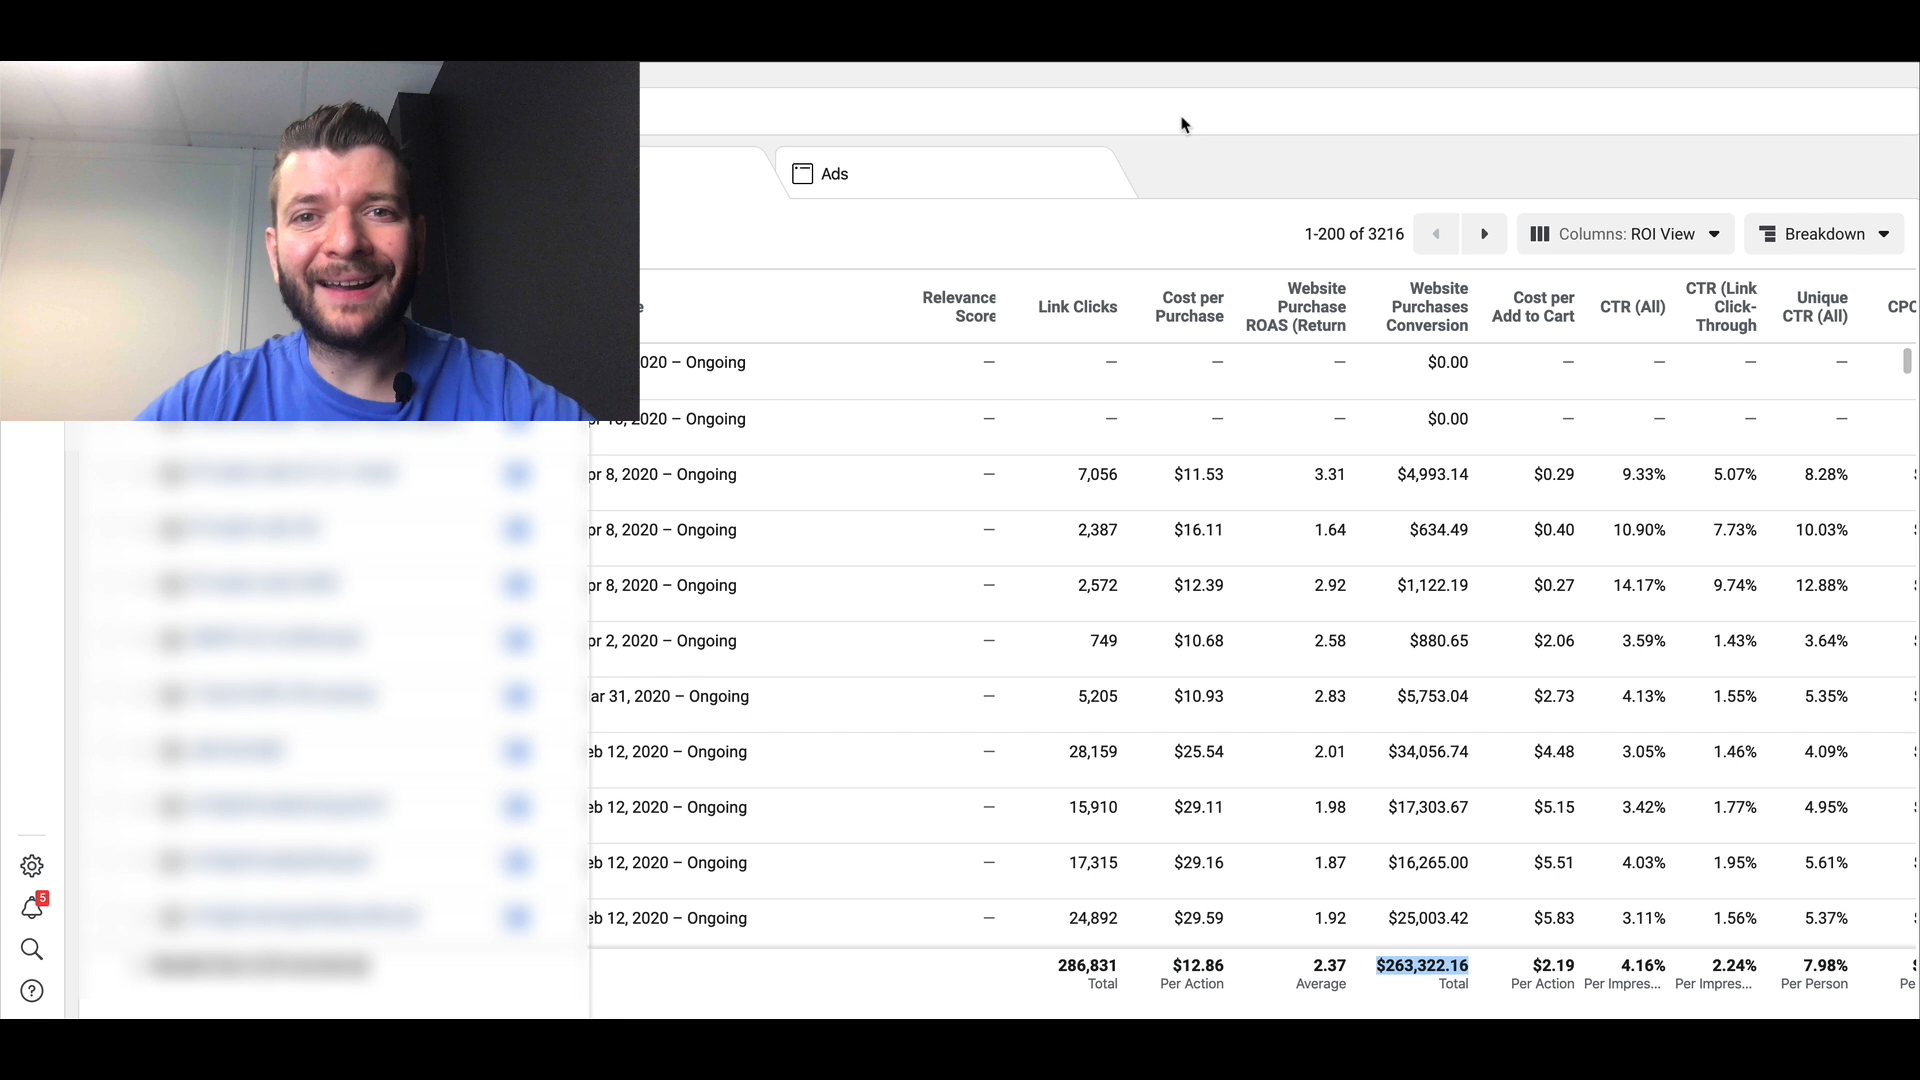 Ads
1-200 of 3216
Columns: ROI View
Breakdown
Relevance Score
Link Clicks
Cost per Purchase
Website Purchase ROAS (Return
Website Purchases Conversion
Cost per Add to Cart
CTR (All)
CTR (Link Click-Through
Unique CTR (All)
CPC
020 – Ongoing — — — — $0.00 — — — —
2020 – Ongoing — — — — $0.00 — — — —
pr 8, 2020 – Ongoing — 7,056 $11.53 3.31 $4,993.14 $0.29 9.33% 5.07% 8.28%
pr 8, 2020 – Ongoing — 2,387 $16.11 1.64 $634.49 $0.40 10.90% 7.73% 10.03%
pr 8, 2020 – Ongoing — 2,572 $12.39 2.92 $1,122.19 $0.27 14.17% 9.74% 12.88%
pr 2, 2020 – Ongoing — 749 $10.68 2.58 $880.65 $2.06 3.59% 1.43% 3.64%
ar 31, 2020 – Ongoing — 5,205 $10.93 2.83 $5,753.04 $2.73 4.13% 1.55% 5.35%
eb 12, 2020 – Ongoing — 28,159 $25.54 2.01 $34,056.74 $4.48 3.05% 1.46% 4.09%
eb 12, 2020 – Ongoing — 15,910 $29.11 1.98 $17,303.67 $5.15 3.42% 1.77% 4.95%
eb 12, 2020 – Ongoing — 17,315 $29.16 1.87 $16,265.00 $5.51 4.03% 1.95% 5.61%
eb 12, 2020 – Ongoing — 24,892 $29.59 1.92 $25,003.42 $5.83 3.11% 1.56% 5.37%
5
286,831 $12.86 2.37 $263,322.16 $2.19 4.16% 2.24% 7.98%
Total Per Action Average Total Per Action Per Impres... Per Impres... Per Person Pe